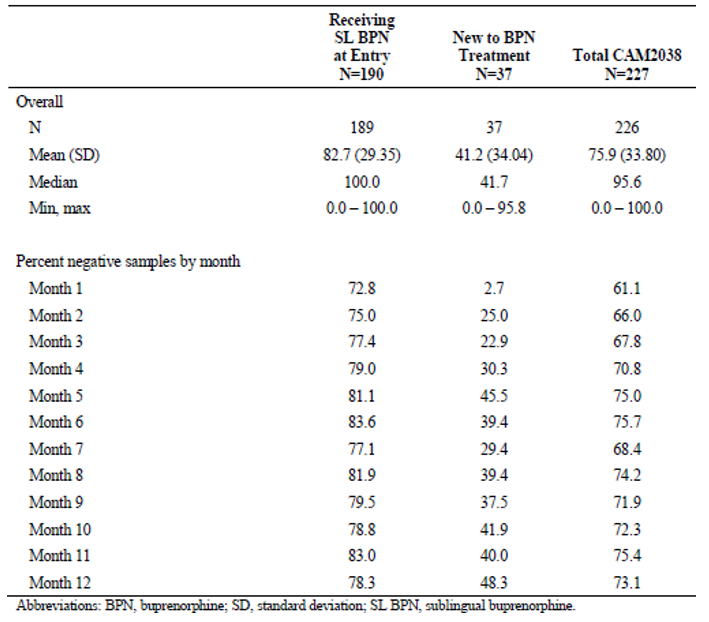 Receiving
SL BPN
at Entry
N=190
New to BPN
Treatment
N=37
Total CAM2038
N=227
Overall
N 189 37 226
Mean (SD) 82.7 (29.35) 41.2 (34.04) 75.9 (33.80)
Median 100.0 41.7 95.6
Min, max 0.0 – 100.0 0.0 – 95.8 0.0 – 100.0
Percent negative samples by month
Month 1 72.8 2.7 61.1
Month 2 75.0 25.0 66.0
Month 3 77.4 22.9 67.8
Month 4 79.0 30.3 70.8
Month 5 81.1 45.5 75.0
Month 6 83.6 39.4 75.7
Month 7 77.1 29.4 68.4
Month 8 81.9 39.4 74.2
Month 9 79.5 37.5 71.9
Month 10 78.8 41.9 72.3
Month 11 83.0 40.0 75.4
Month 12 78.3 48.3 73.1
Abbreviations: BPN, buprenorphine; SD, standard deviation; SL BPN, sublingual buprenorphine.